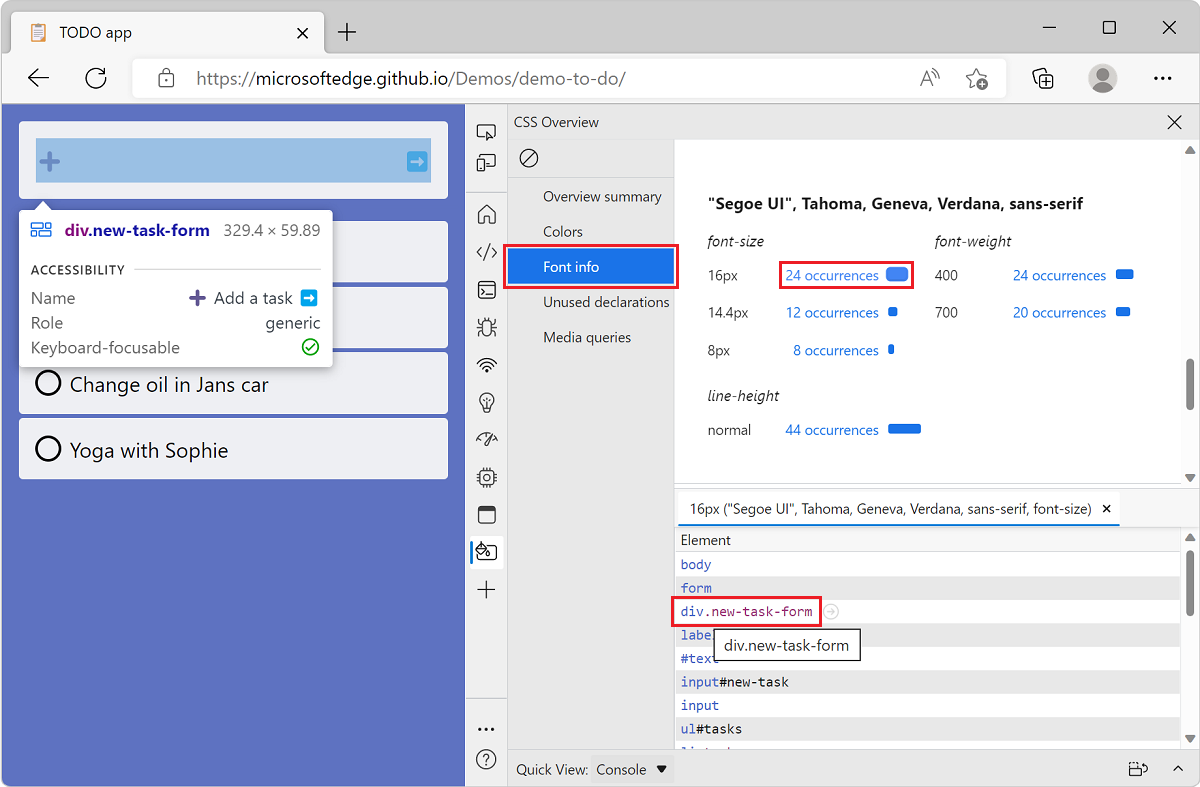 TODO app
https://microsoftedge.github.io/Demos/demo-to-do/
div.new-task-form 329.4 × 59.89
ACCESSIBILITY
Name Add a task
Role generic
Keyboard-focusable
Change oil in Jans car
Yoga with Sophie
CSS Overview
Overview summary
Colors
Font info
Unused declarations
Media queries
"Segoe UI", Tahoma, Geneva, Verdana, sans-serif
font-size font-weight
16px 24 occurrences 400 24 occurrences
14.4px 12 occurrences 700 20 occurrences
8px 8 occurrences
line-height
normal 44 occurrences
16px ("Segoe UI", Tahoma, Geneva, Verdana, sans-serif, font-size)
Element
body
form
div.new-task-form
div.new-task-form
#text
input#new-task
input
ul#tasks
Quick View: Console